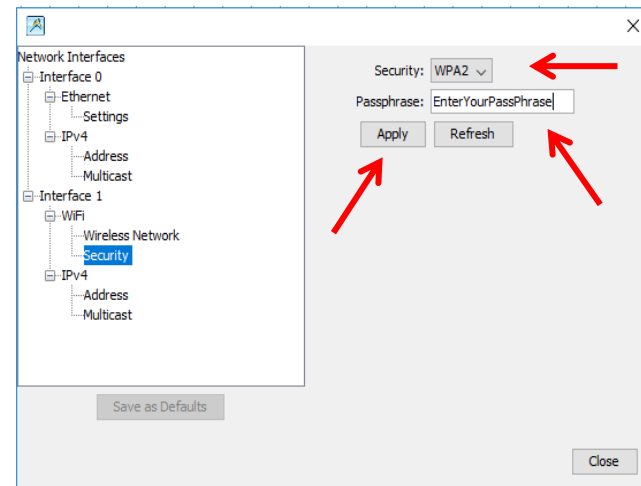 Network Interfaces
Interface 0
Ethernet
Settings
IPv4
Address
Multicast
Interface 1
WiFi
Wireless Network
Security
IPv4
Address
Multicast
Save as Defaults
Security: WPA2
Passphrase: EnterYourPassPhrase
Apply Refresh
Close